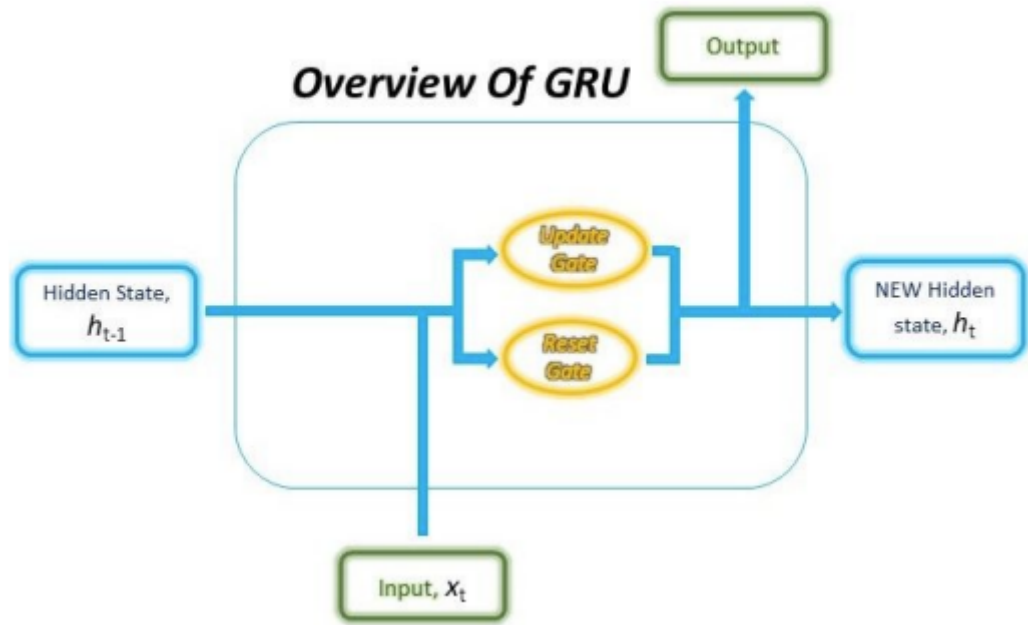 Output
Overview Of GRU
Update
Gate
Hidden State,
h t-1
NEW Hidden
state, h t
Reset
Gate
Input, x t